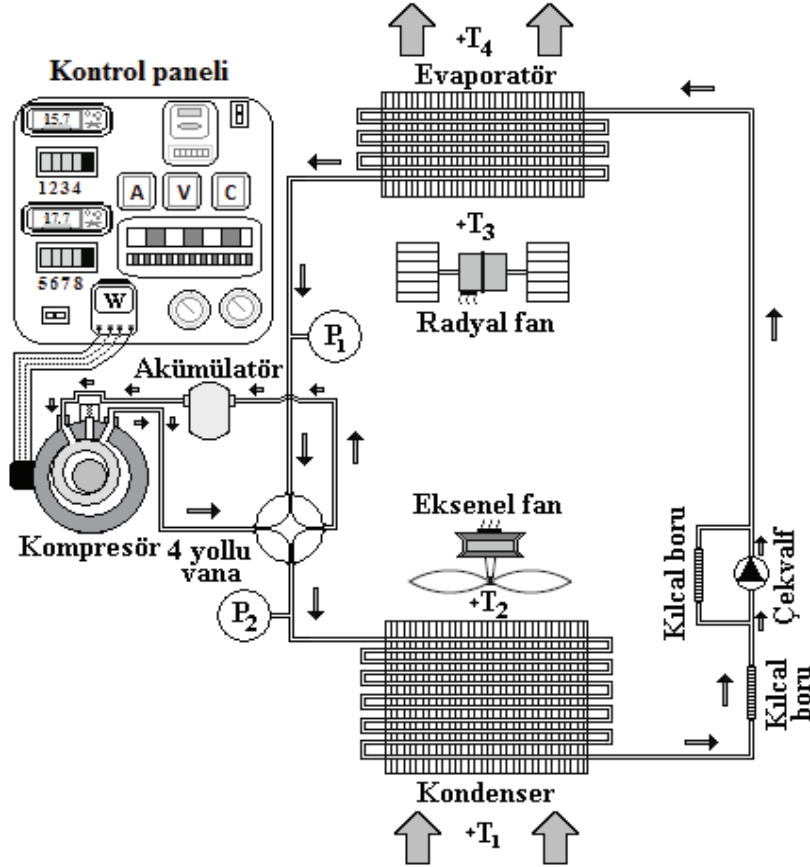 +T4
Kontrol paneli
Evaporatör
15.7
1234
A V C
17.7
5678
W
+T3
Radyal fan
P1
Akümülatör
Kompresör
4 yollu
vana
Eksenel fan
P2
+T2
Kılcal boru
Çekvalf
Kılcal
boru
Kondenser
+T1